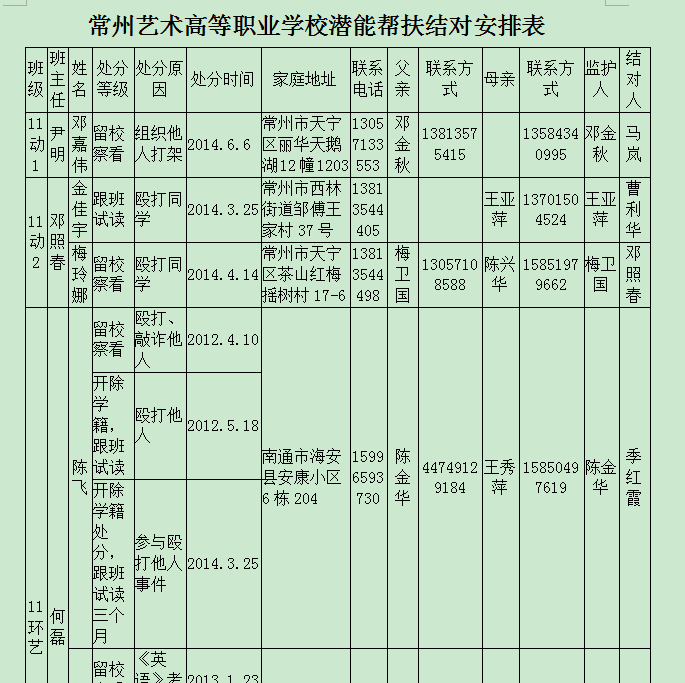 常州艺术高等职业学校潜能帮扶结对安排表
班级 班主任 姓名 处分等级 处分原因 处分时间 家庭地址 联系电话 父亲 联系方式 母亲 联系方式 监护人 结对人
11动1 尹明 邓嘉伟 留校察看 组织他人打架 2014.6.6 常州市天宁区丽华天鹅湖12幢1203 13057133553 邓金秋 13813575415 13584340995 邓金秋 马岚
11动2 邓照春 金佳宇 跟班试读 殴打同学 2014.3.25 常州市西林街道邹傅王家村37号 13813544405 王亚萍 13701504524 王亚萍 曹利华
梅玲娜 留校察看 殴打同学 2014.4.14 常州市天宁区茶山红梅摇树村17-6 13813544498 梅卫国 13057108588 陈兴华 15851979662 梅卫国 邓照春
11环艺 何磊 陈飞 留校察看 殴打、敲诈他人 2012.4.10 南通市海安县安康小区6栋204 15996593730 陈金华 44749129184 王秀萍 15850497619 陈金华 季红霞
开除学籍，跟班试读 殴打他人 2012.5.18
开除学籍处分，跟班试读三个月 参与殴打他人事件 2014.3.25
留校 《英语》考 2013.1.23